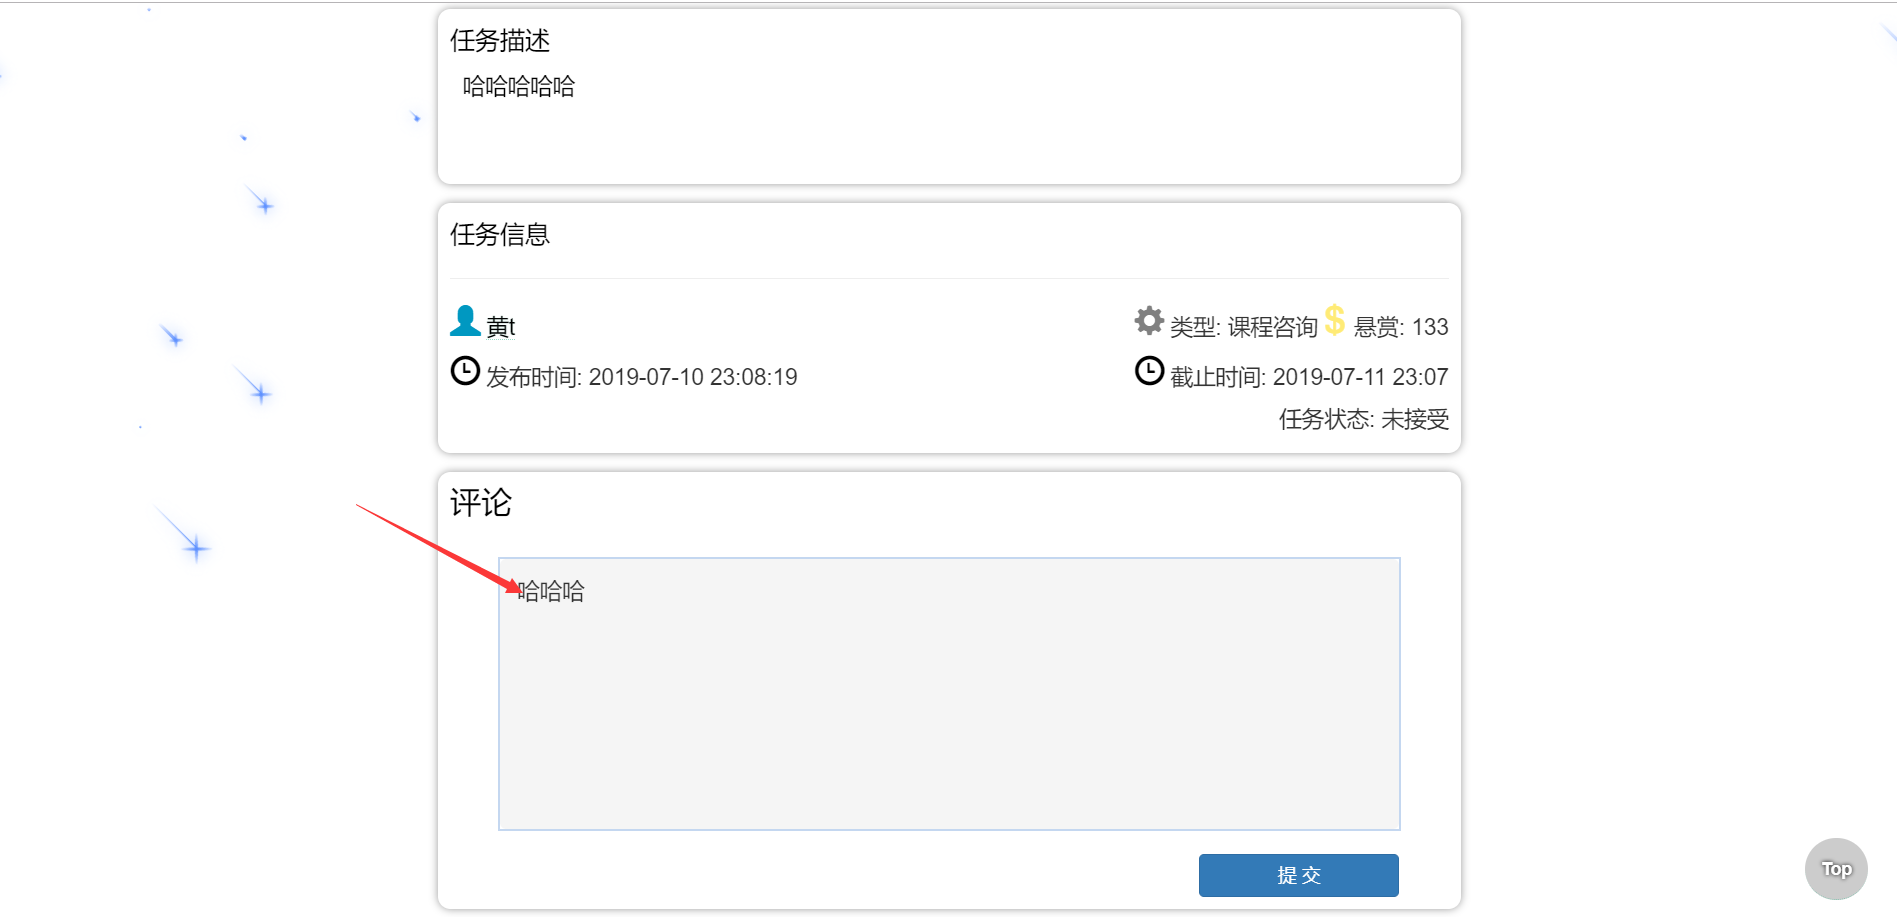 任务描述
哈哈哈哈哈
任务信息
黄t
类型: 课程咨询 $ 悬赏: 133
发布时间: 2019-07-10 23:08:19
截止时间: 2019-07-11 23:07
任务状态: 未接受
评论
哈哈哈
提交
Top